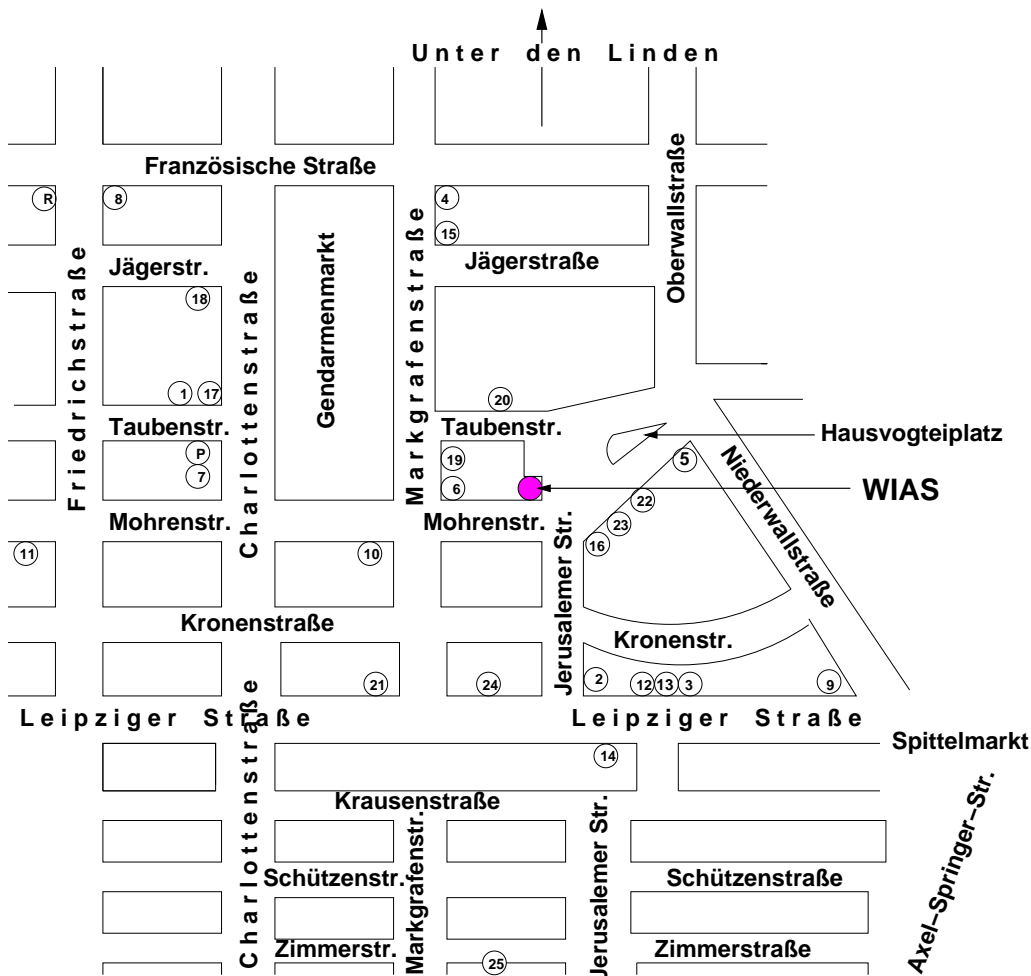 Unter den Linden
Französische Straße
Oberwallstraße
R
8
4
15
Jägerstr.
Jägerstraße
Friedrichstraße
Charlottenstraße
Gendarmenmarkt
Markgrafenstraße
18
1
17
20
Taubenstr.
Taubenstr.
Hausvogteiplatz
P
7
19
6
5
22
23
16
WIAS
Niederwallstraße
Mohrenstr.
Mohrenstr.
11
10
Jerusalemer Str.
Kronenstraße
Kronenstr.
21
24
2
12
13
3
9
Leipziger Straße
Leipziger Straße
Spittelmarkt
14
Charlottenstraße
Krausenstraße
Markgrafenstr.
Jerusalemer Str.
Axel-Springer-Str.
Schützenstr.
Schützenstraße
Zimmerstr.
Zimmerstraße
25